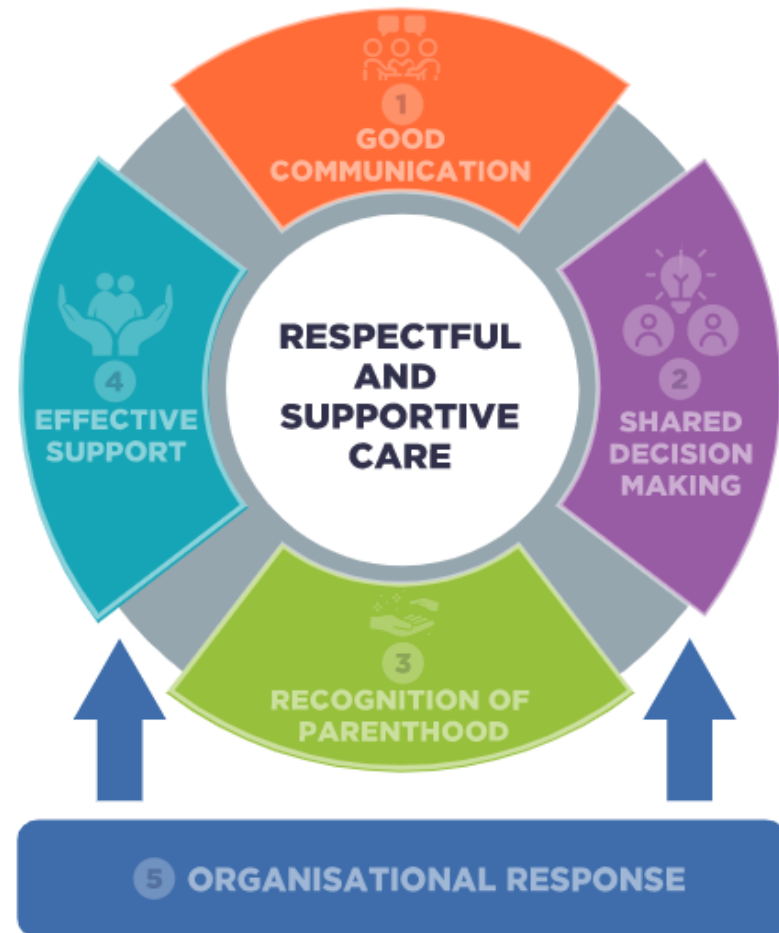 1
GOOD
COMMUNICATION
RESPECTFUL
AND
SUPPORTIVE
CARE
2
SHARED
DECISION
MAKING
3
RECOGNITION OF
PARENTHOOD
4
EFFECTIVE
SUPPORT
5 ORGANISATIONAL RESPONSE